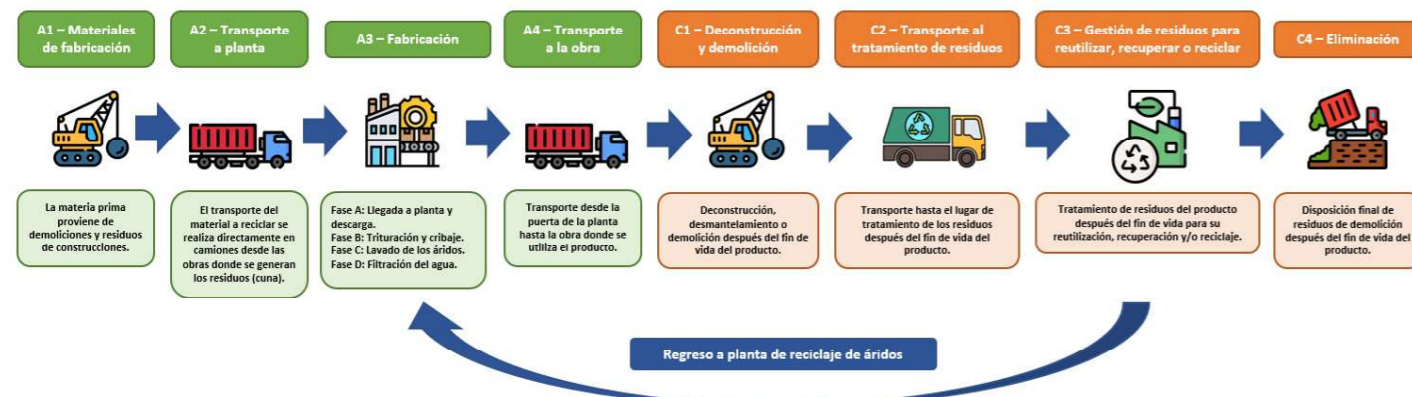 A1 – Materiales
de fabricación
A2 – Transporte
a planta
A3 – Fabricación
A4 – Transporte
a la obra
C1 – Deconstrucción
y demolición
C2 – Transporte al
tratamiento de residuos
C3 – Gestión de residuos para
reutilizar, recuperar o reciclar
C4 – Eliminación
La materia prima
proviene de
demoliciones y residuos
de construcciones.
El transporte del
material a reciclar se
realiza directamente en
camiones desde las
obras donde se generan
los residuos (cuna).
Fase A: Llegada a planta y
descarga.
Fase B: Trituración y cribaje.
Fase C: Lavado de los áridos.
Fase D: Filtración del agua.
Transporte desde la
puerta de la planta
hasta la obra donde se
utiliza el producto.
Deconstrucción,
desmantelamiento o
demolición después del fin de
vida del producto.
Transporte hasta el lugar de
tratamiento de los residuos
después del fin de vida del
producto.
Tratamiento de residuos del producto
después del fin de vida para su
reutilización, recuperación y/o reciclaje.
Disposición final de
residuos de demolición
después del fin de vida del
producto.
Regreso a planta de reciclaje de áridos